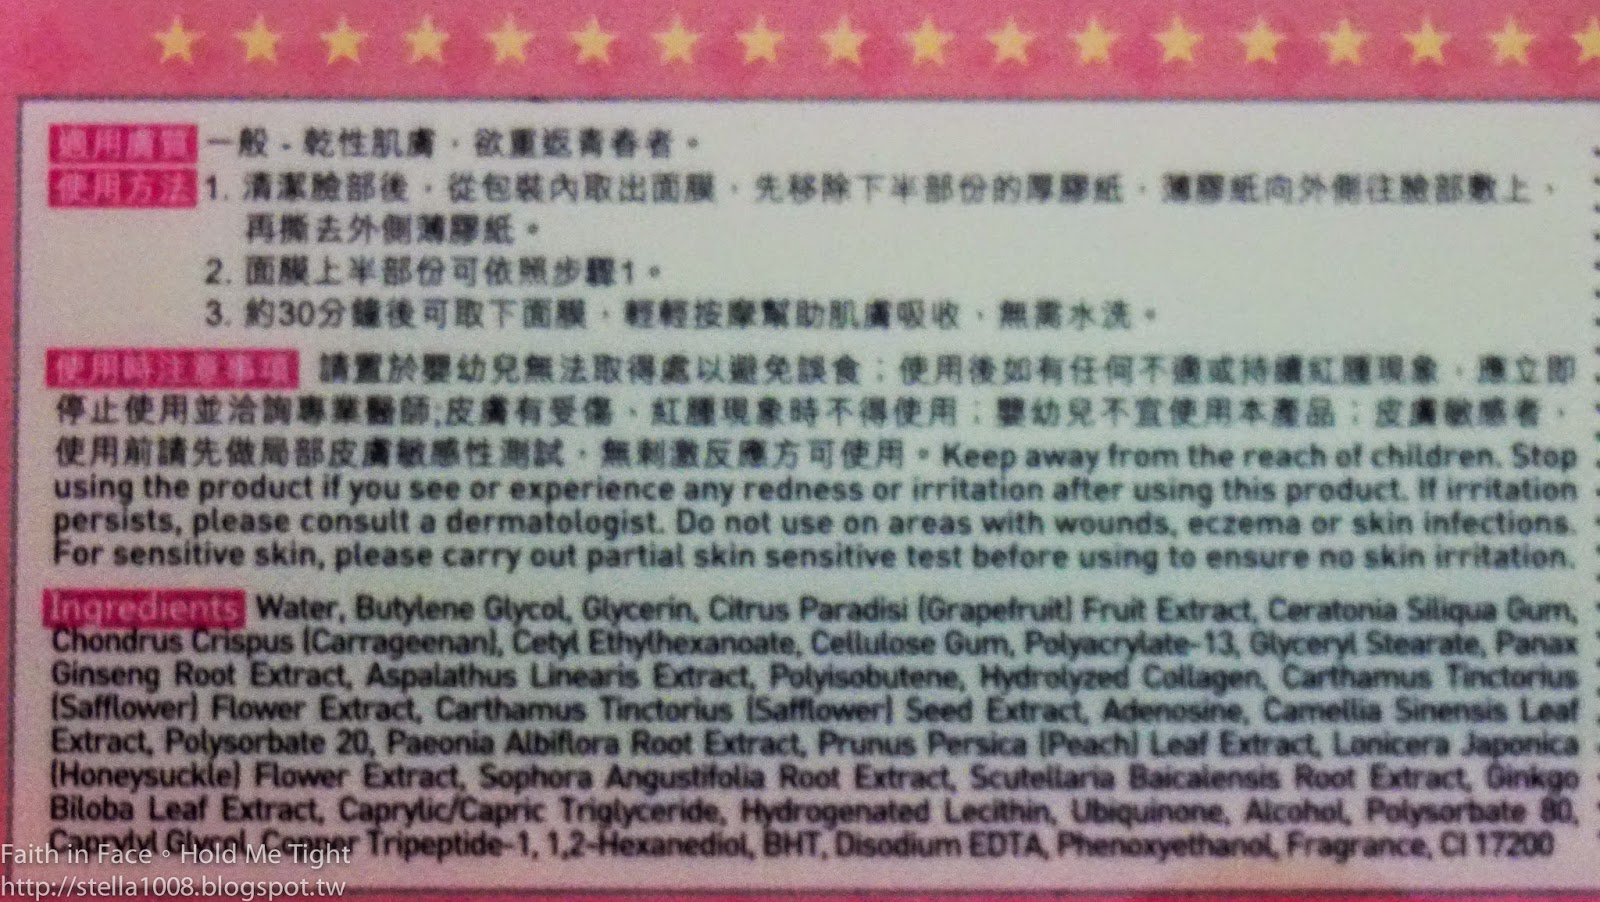 適用膚質 一般 - 乾性肌膚，欲重返青春者。
使用方法 1. 清潔臉部後，從包裝內取出面膜，先移除下半部份的厚膠紙，薄膠紙向外側往臉部敷上，
再撕去外側薄膠紙。
2. 面膜上半部份可依照步驟1。
3. 約30分鐘後可取下面膜，輕輕按摩幫助肌膚吸收，無需水洗。
使用時注意事項 請置於嬰幼兒無法取得處以避免誤食；使用後如有任何不適或持續紅腫現象，應立即
停止使用並洽詢專業醫師;皮膚有受傷、紅腫現象時不得使用；嬰幼兒不宜使用本產品；皮膚敏感者，
使用前請先做局部皮膚敏感性測試，無刺激反應方可使用。Keep away from the reach of children. Stop
using the product if you see or experience any redness or irritation after using this product. If irritation
persists, please consult a dermatologist. Do not use on areas with wounds, eczema or skin infections.
For sensitive skin, please carry out partial skin sensitive test before using to ensure no skin irritation.
Ingredients Water, Butylene Glycol, Glycerin, Citrus Paradisi (Grapefruit) Fruit Extract, Ceratonia Siliqua Gum,
Chondrus Crispus (Carrageenan), Cetyl Ethylhexanoate, Cellulose Gum, Polyacrylate-13, Glyceryl Stearate, Panax
Ginseng Root Extract, Aspalathus Linearis Extract, Polyisobutene, Hydrolyzed Collagen, Carthamus Tinctorius
(Safflower) Flower Extract, Carthamus Tinctorius (Safflower) Seed Extract, Adenosine, Camellia Sinensis Leaf
Extract, Polysorbate 20, Paeonia Albiflora Root Extract, Prunus Persica (Peach) Leaf Extract, Lonicera Japonica
(Honeysuckle) Flower Extract, Sophora Angustifolia Root Extract, Scutellaria Baicalensis Root Extract, Ginkgo
Biloba Leaf Extract, Caprylic/Capric Triglyceride, Hydrogenated Lecithin, Ubiquinone, Alcohol, Polysorbate 80,
Glycol, Copper Tripeptide-1, 1,2-Hexanediol, BHT, Disodium EDTA, Phenoxyethanol, Fragrance, CI 17200
Faith in Face。Hold Me Tight
http://stella1008.blogspot.tw